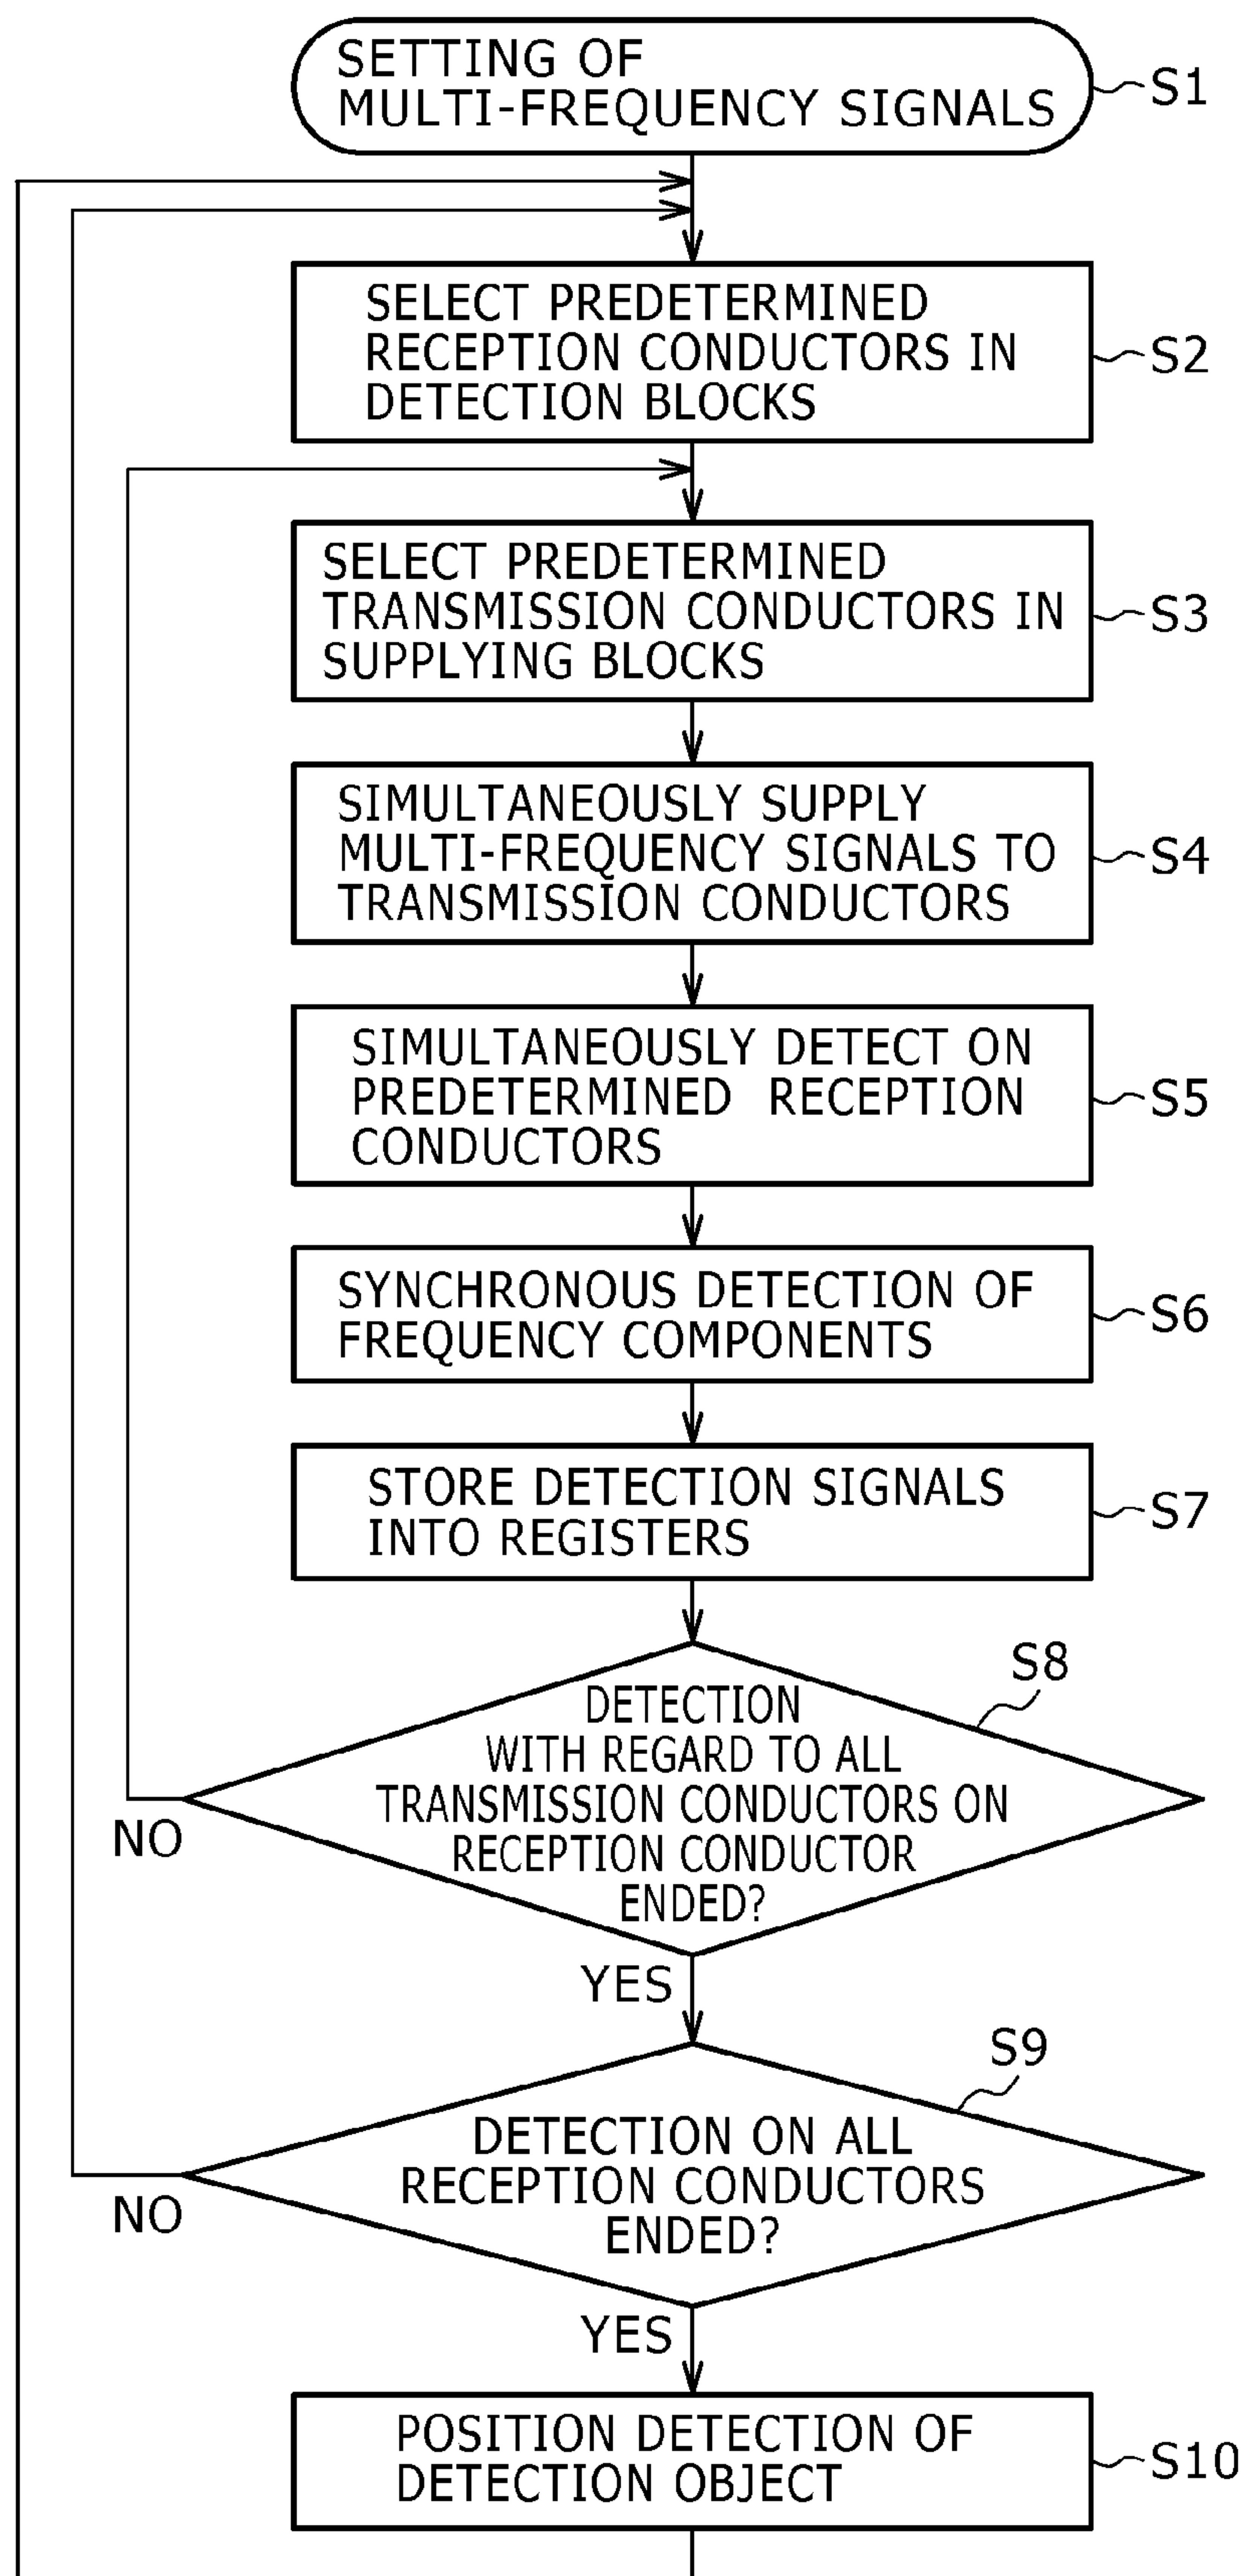 SETTING OF
MULTI-FREQUENCY SIGNALS
S1
SELECT PREDETERMINED
RECEPTION CONDUCTORS IN
DETECTION BLOCKS
S2
SELECT PREDETERMINED
TRANSMISSION CONDUCTORS IN
SUPPLYING BLOCKS
S3
SIMULTANEOUSLY SUPPLY
MULTI-FREQUENCY SIGNALS TO
TRANSMISSION CONDUCTORS
S4
SIMULTANEOUSLY DETECT ON
PREDETERMINED RECEPTION
CONDUCTORS
S5
SYNCHRONOUS DETECTION OF
FREQUENCY COMPONENTS
S6
STORE DETECTION SIGNALS
INTO REGISTERS
S7
S8
DETECTION
WITH REGARD TO ALL
TRANSMISSION CONDUCTORS ON
RECEPTION CONDUCTOR
ENDED?
NO
YES
S9
DETECTION ON ALL
RECEPTION CONDUCTORS
ENDED?
NO
YES
POSITION DETECTION OF
DETECTION OBJECT
S10